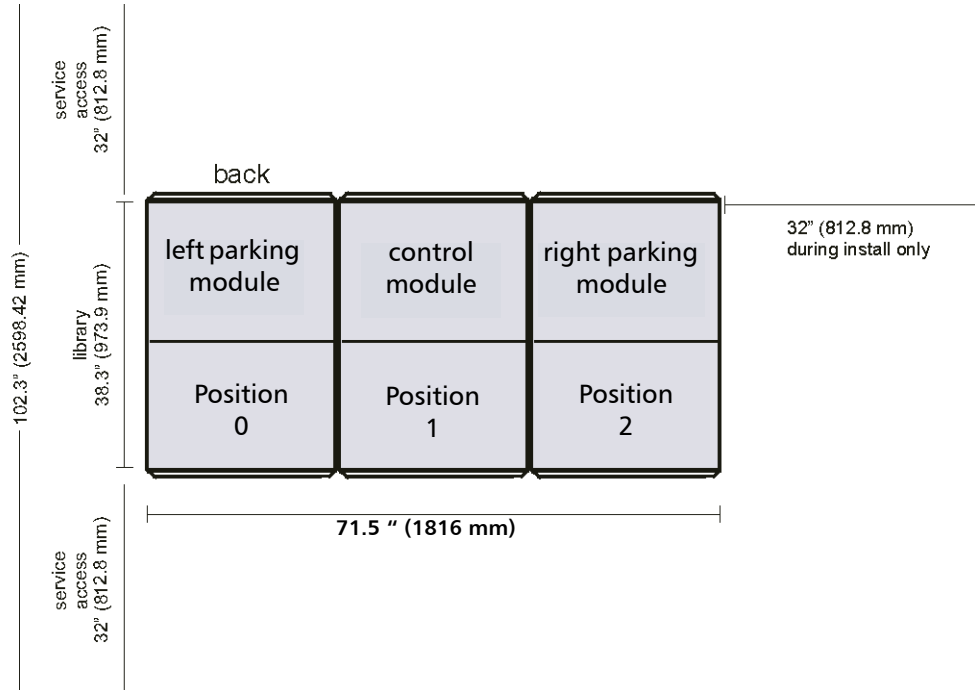 service
access
32" (812.8 mm)
back
102.3" (2598.42 mm)
library
38.3" (973.9 mm)
left parking
module
control
module
right parking
module
32” (812.8 mm)
during install only
Position
0
Position
1
Position
2
71.5 “ (1816 mm)
service
access
32" (812.8 mm)